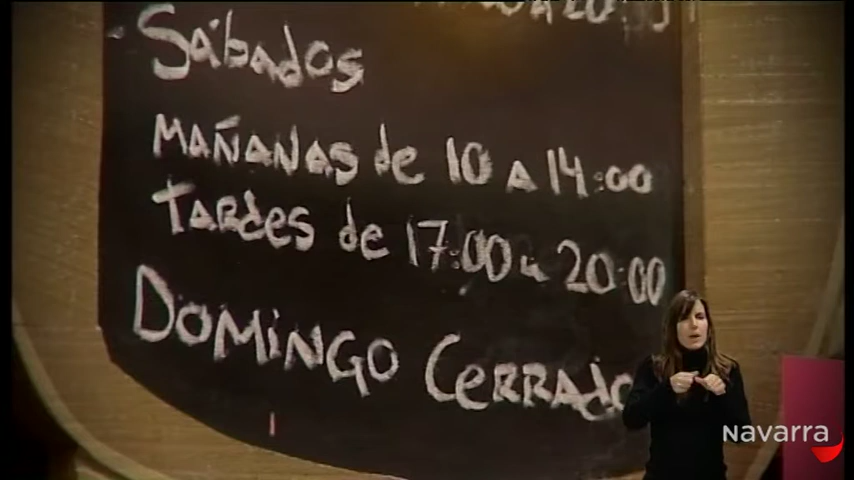 Sábados
MAÑANAS de 10 A 14:00
TARdes de 17:00 a 20:00
DOMINGO CERRAdo
Navarra